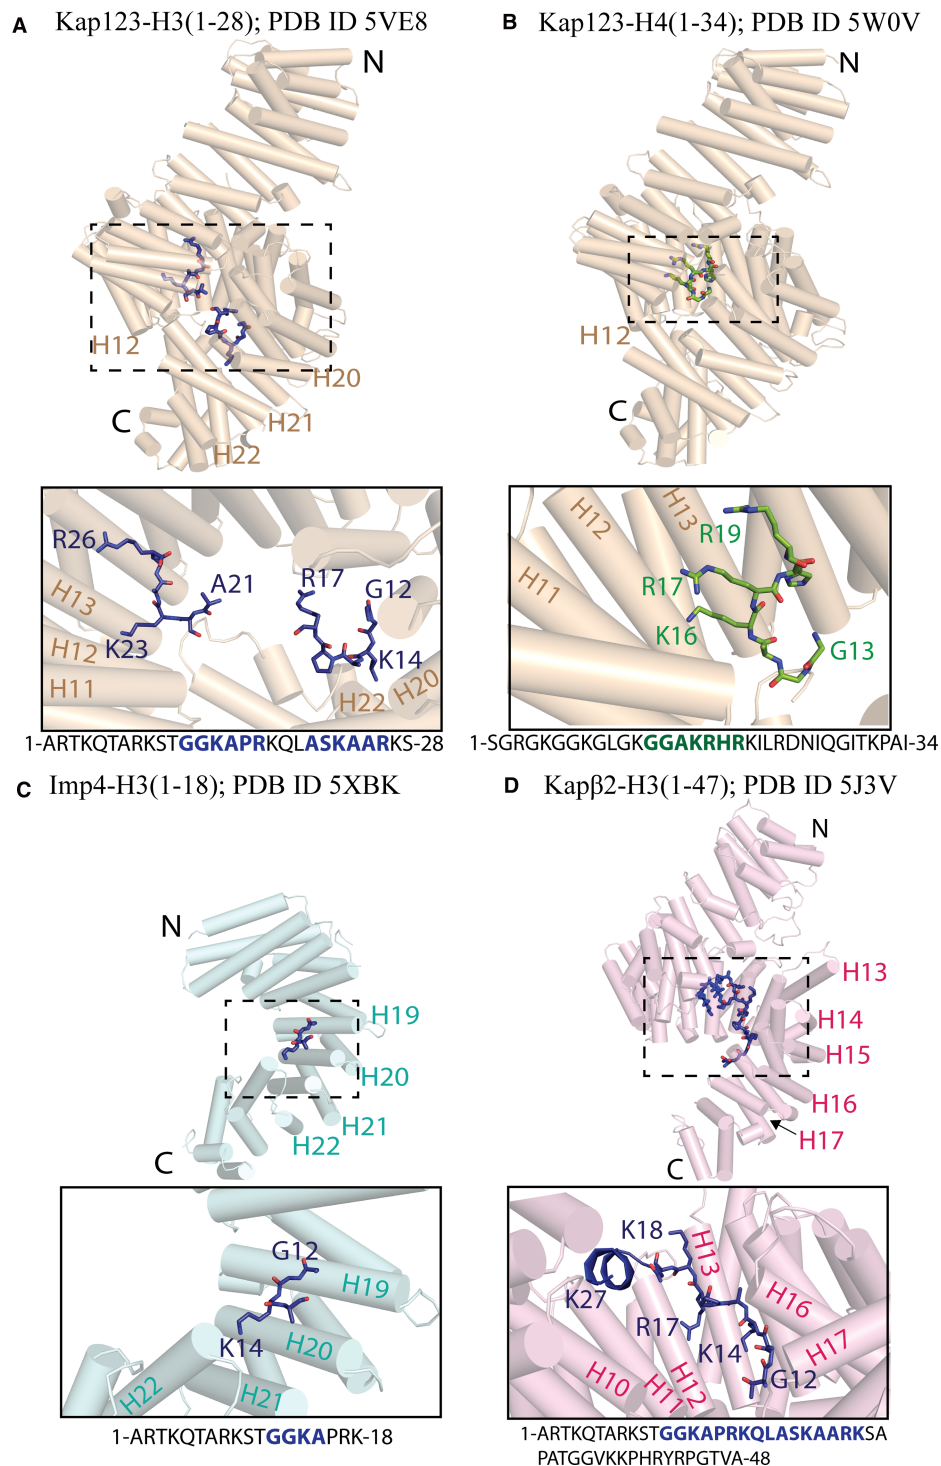 A Kap123-H3(1-28); PDB ID 5VE8
N
H12
H20
C
H21
H22
R26
A21
R17
G12
H13
K23
K14
H12
H11
H22
H20
1-ARTKQTARKSTGGKAPRKQLASKAARKS-28
B Kap123-H4(1-34); PDB ID 5W0V
N
H12
C
H12
H13
R19
H11
R17
K16
G13
1-SGRGKGGKGLGKGGAKRHRKILRDNIQGITKPAI-34
C Imp4-H3(1-18); PDB ID 5XBK
N
H19
H20
H21
H22
C
G12
H19
K14
H20
H22
H21
1-ARTKQTARKSTGGKAPRK-18
D Kapβ2-H3(1-47); PDB ID 5J3V
N
H13
H14
H15
H16
H17
C
K18
H13
K27
H16
R17
K14
H17
G12
H10
H11
H12
1-ARTKQTARKSTGGKAPRKQLASKAARKSA
PATGGVKKPHRYRPGTVA-48